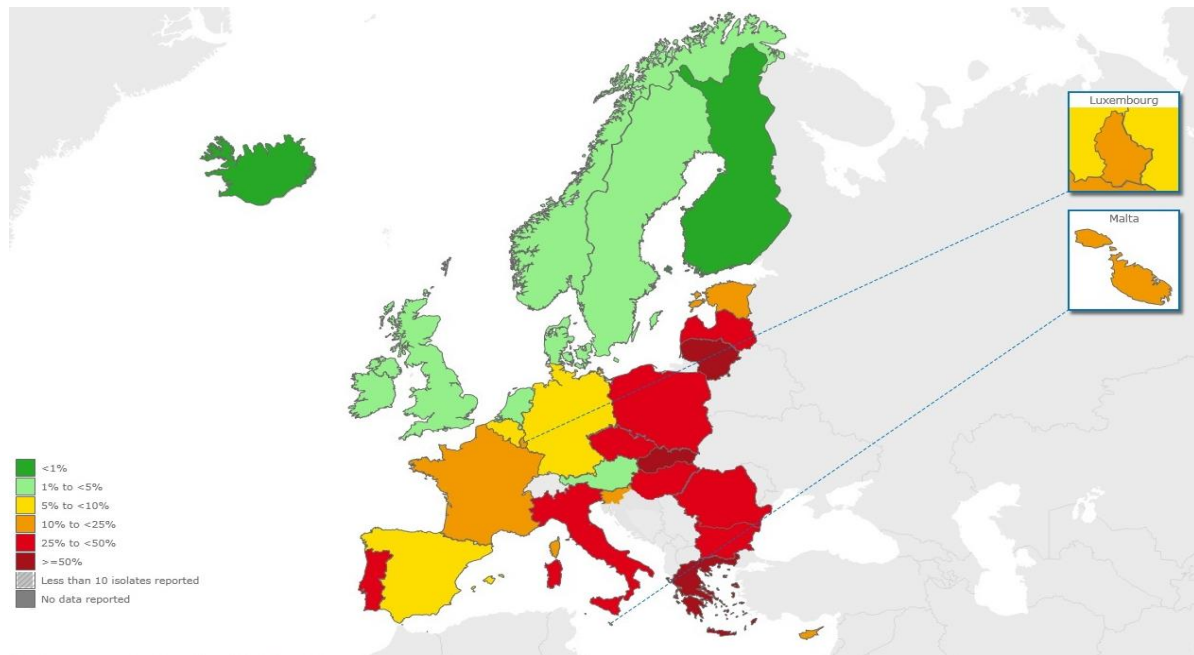 Luxembourg
Malta
<1%
1% to <5%
5% to <10%
10% to <25%
25% to <50%
>=50%
Less than 10 isolates reported
No data reported